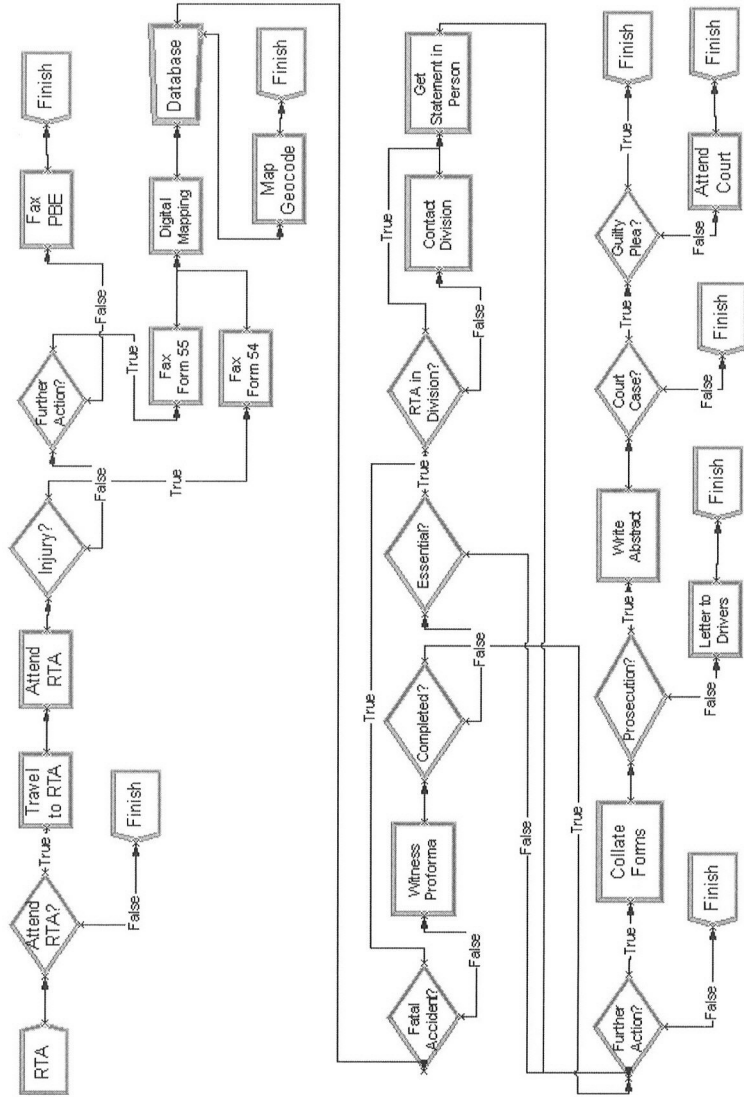 RTA
Attend
RTA?
True
False
Finish
Travel
to RTA
Attend
RTA
Injury?
False
True
Further
Action?
False
True
Fax
PBE
Finish
Fax
Form 55
Fax
Form 54
Digital
Mapping
Database
Map
Geocode
Finish
Fatal
Accident?
True
False
Witness
Proforma
Completed?
False
True
Essential?
True
False
RTA in
Division?
True
False
Contact
Division
Get
Statement in
Person
Further
Action?
True
False
Finish
Collate
Forms
Prosecution?
True
False
Letter to
Drivers
Finish
Write
Abstract
Court
Case?
True
False
Finish
Guilty
Plea?
True
Finish
False
Attend
Court
Finish